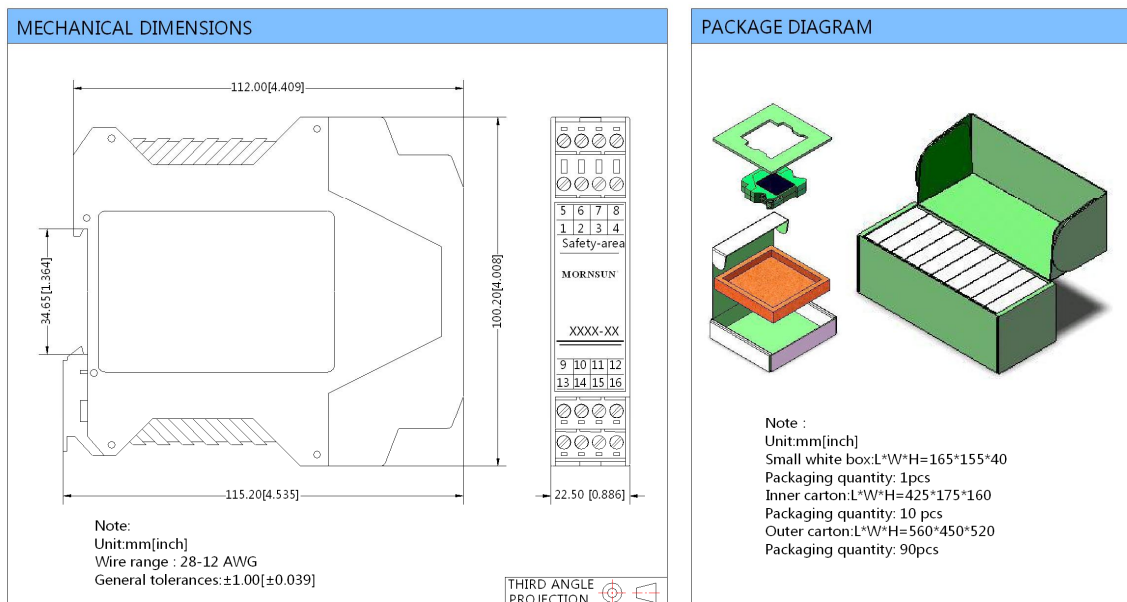 MECHANICAL DIMENSIONS
112.00[4.409]
34.65[1.364]
100.20[4.008]
115.20[4.535]
5 6 7 8
1 2 3 4
Safety-area
MORNSUN
XXXX-XX
9 10 11 12
13 14 15 16
22.50 [0.886]
Note:
Unit:mm[inch]
Wire range : 28-12 AWG
General tolerances:±1.00[±0.039]
THIRD ANGLE
PROJECTION
PACKAGE DIAGRAM
Note :
Unit:mm[inch]
Small white box:L*W*H=165*155*40
Packaging quantity: 1pcs
Inner carton:L*W*H=425*175*160
Packaging quantity: 10 pcs
Outer carton:L*W*H=560*450*520
Packaging quantity: 90pcs